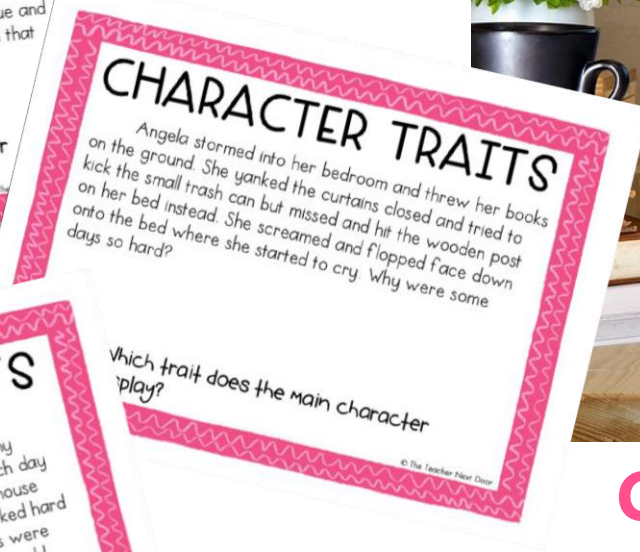 ue and
that
CHARACTER TRAITS
Angela stormed into her bedroom and threw her books
on the ground. She yanked the curtains closed and tried to
kick the small trash can but missed and hit the wooden post
on her bed instead. She screamed and flopped face down
onto the bed where she started to cry. Why were some
days so hard?
Which trait does the main character
play?
© The Teacher Next Door
S
ny
ch day
house
ked hard
s were